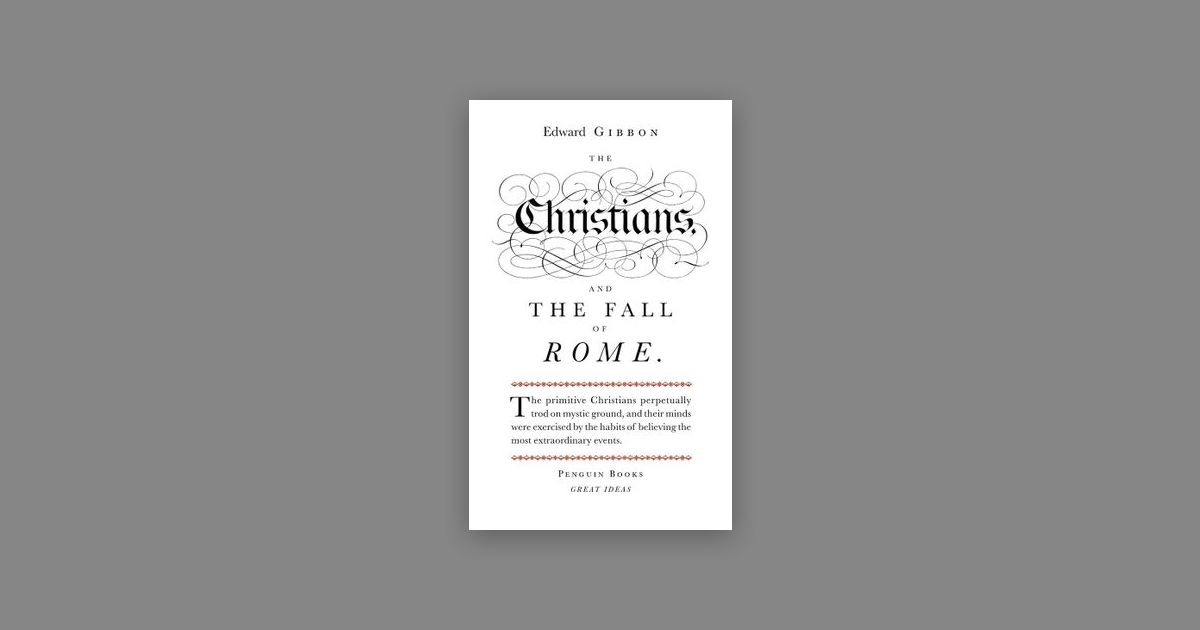 Edward GIBBON
THE
Christians.
AND
THE FALL
OF
ROME.
The primitive Christians perpetually
trod on mystic ground, and their minds
were exercised by the habits of believing the
most extraordinary events.
PENGUIN BOOKS
GREAT IDEAS